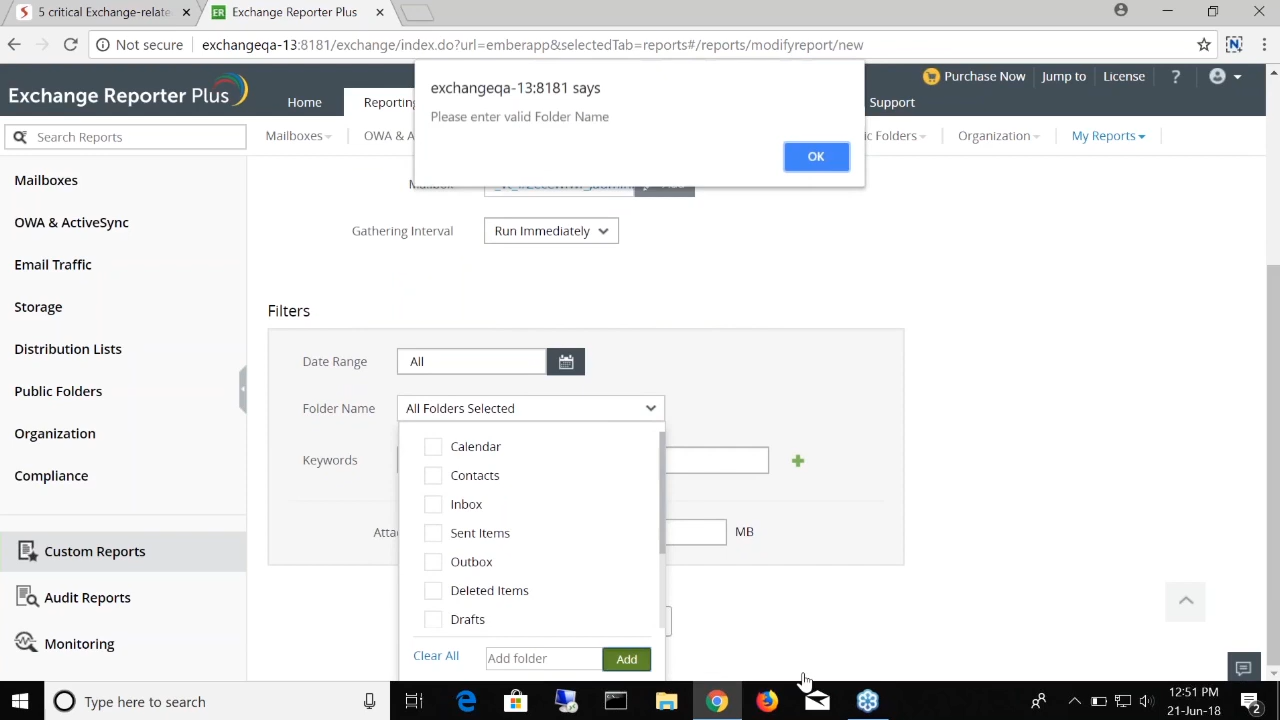 5 critical Exchange-relate
Exchange Reporter Plus
Not secure
exchangeqa-13:8181/exchange/index.do?url=emberapp&selectedTab=reports#/reports/modifyreport/new
exchangeqa-13:8181 says
Please enter valid Folder Name
OK
Exchange Reporter Plus
Home
Reporting
Support
Purchase Now
Jump to
License
?
Search Reports
Mailboxes
OWA & A
ic Folders
Organization
My Reports
Mailboxes
OWA & ActiveSync
Email Traffic
Storage
Distribution Lists
Public Folders
Organization
Compliance
Custom Reports
Audit Reports
Monitoring
Mailbox
Gathering Interval
Run Immediately
Filters
Date Range
All
Folder Name
All Folders Selected
Keywords
Calendar
Contacts
Inbox
Sent Items
Outbox
Deleted Items
Drafts
Attac
MB
Clear All
Add folder
Add
Type here to search
12:51 PM
21-Jun-18
2